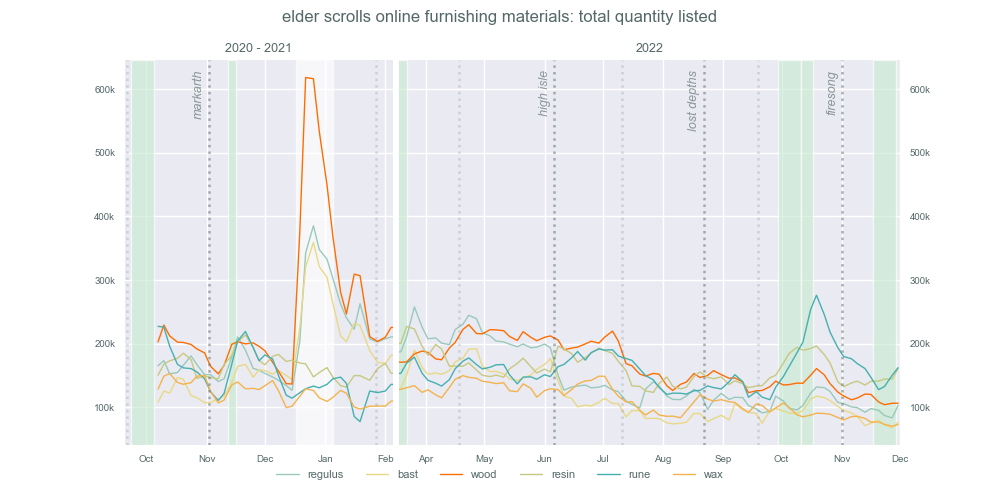 elder scrolls online furnishing materials: total quantity listed
2020 - 2021
2022
600k
500k
400k
300k
200k
100k
markarth
high isle
lost depths
firesong
600k
500k
400k
300k
200k
100k
Oct Nov Dec Jan Feb Apr May Jun Jul Aug Sep Oct Nov Dec
regulus bast wood resin rune wax